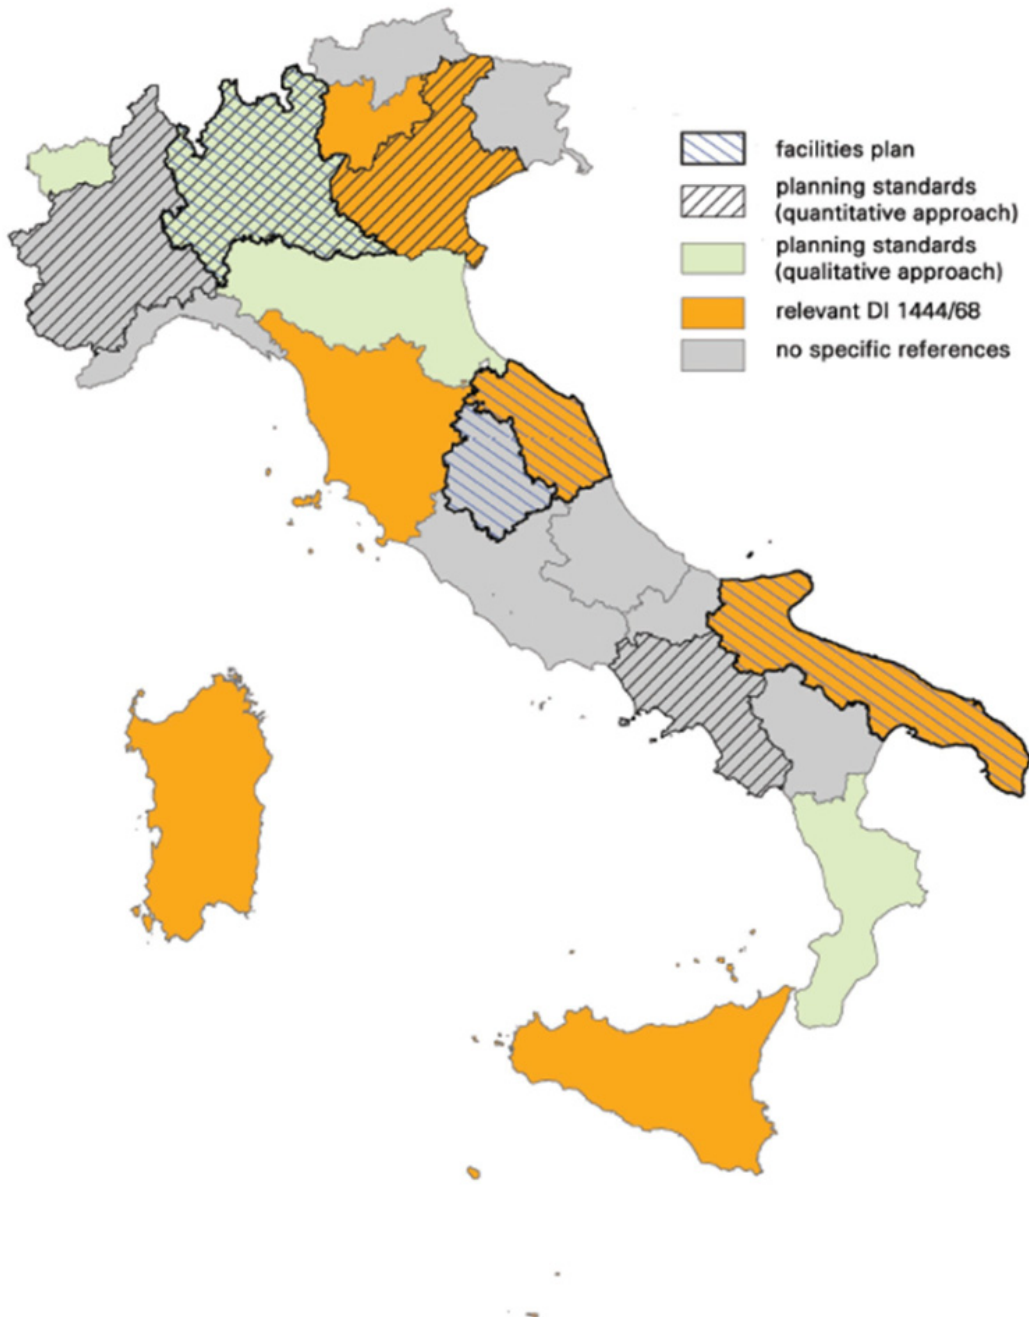 facilities plan
planning standards
(quantitative approach)
planning standards
(qualitative approach)
relevant DI 1444/68
no specific references